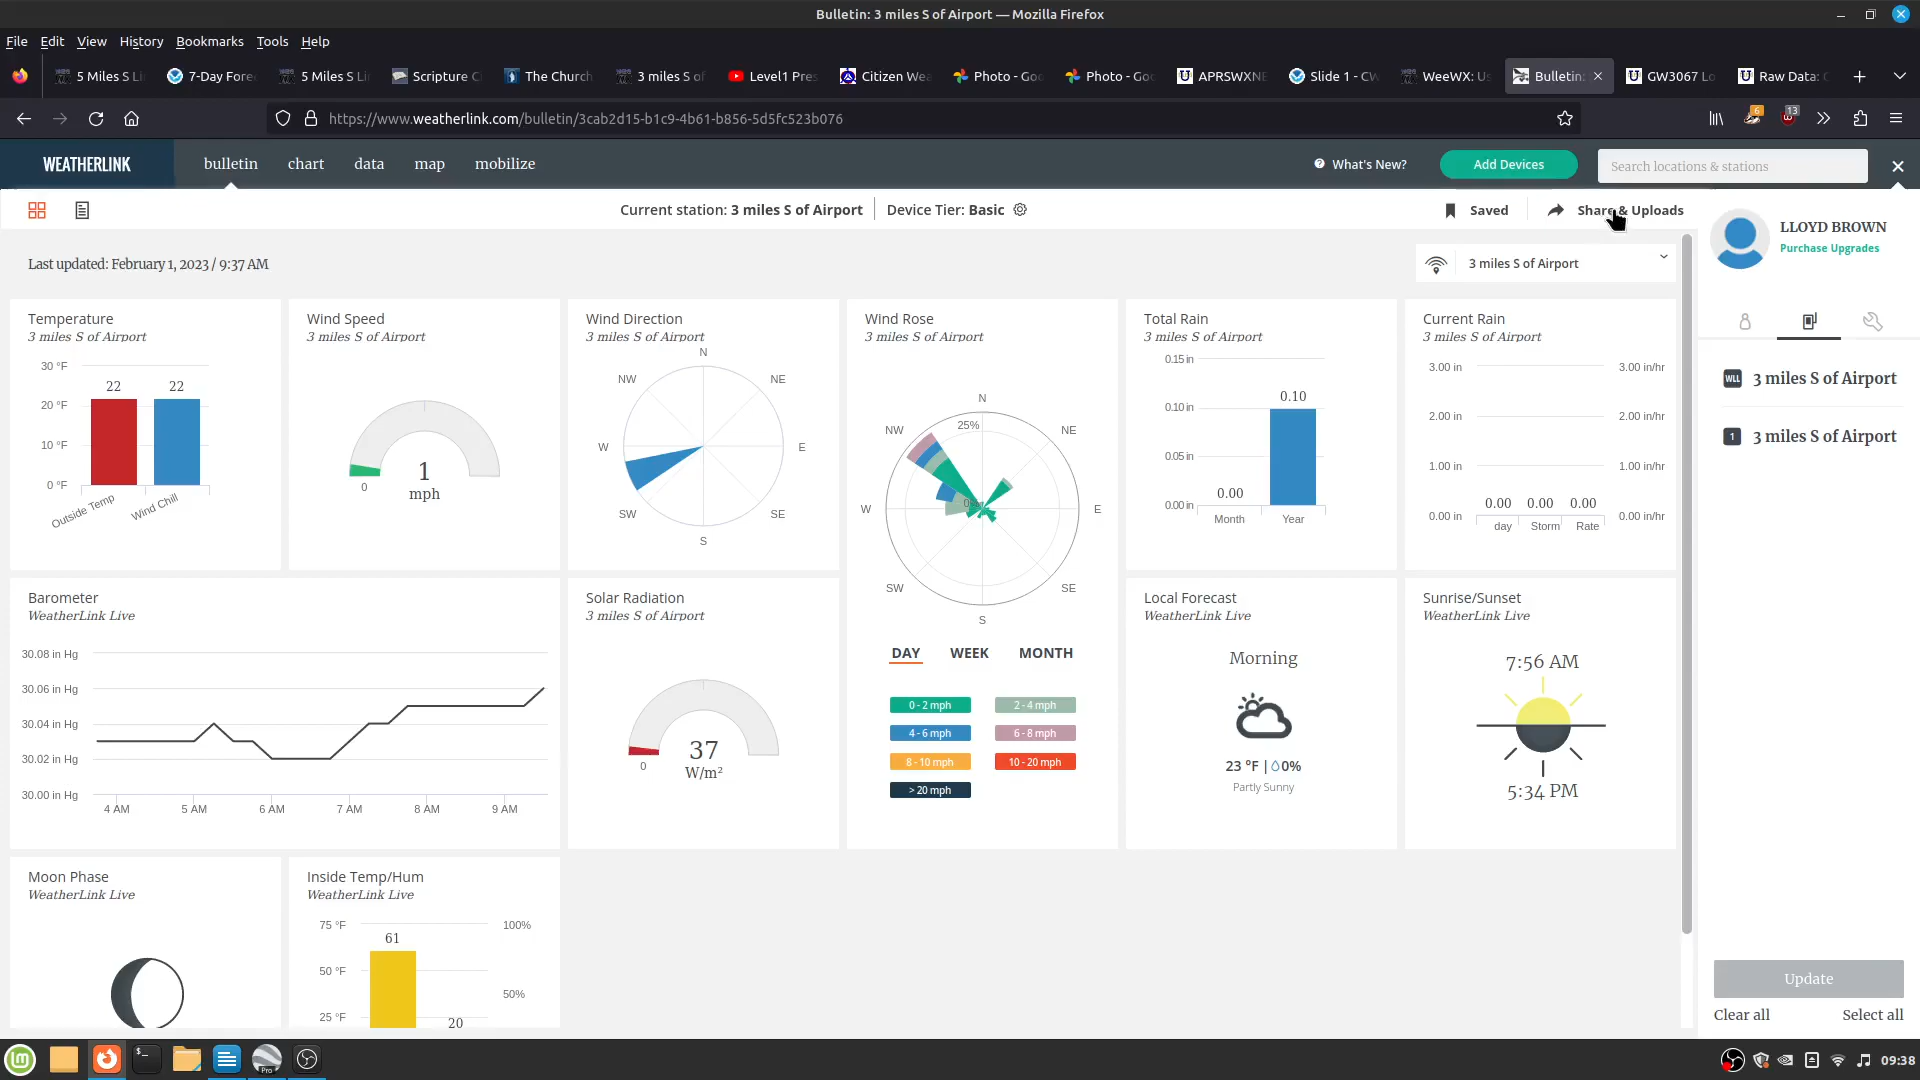 Bulletin: 3 miles S of Airport — Mozilla Firefox
File Edit View History Bookmarks Tools Help
5 Miles S Li 7-Day Fore 5 Miles S Li Scripture C The Church 3 miles S of Level1 Pres Citizen Wea Photo - Goo Photo - Goo APRSWXNE Slide 1 - CW WeeWX: Us Bulletin: GW3067 Lo Raw Data: C
https://www.weatherlink.com/bulletin/3cab2d15-b1c9-4b61-b856-5d5fc523b076 6 13
WEATHERLINK bulletin chart data map mobilize What's New? Add Devices Search locations & stations
Current station: 3 miles S of Airport Device Tier: Basic Saved Share & Uploads
LLOYD BROWN
Purchase Upgrades
Last updated: February 1, 2023 / 9:37 AM
3 miles S of Airport
Temperature
3 miles S of Airport
30 °F
20 °F
10 °F
0 °F
22 22
Outside Temp Wind Chill
Wind Speed
3 miles S of Airport
1
mph
0
Wind Direction
3 miles S of Airport
N
NW NE
W E
SW SE
S
Wind Rose
3 miles S of Airport
N
25%
NW NE
W E
SW SE
S
DAY WEEK MONTH
0 - 2 mph 2 - 4 mph
4 - 6 mph 6 - 8 mph
8 - 10 mph 10 - 20 mph
> 20 mph
Total Rain
3 miles S of Airport
0.15 in
0.10 in
0.05 in
0.00 in
0.00 0.10
Month Year
Current Rain
3 miles S of Airport
3.00 in 3.00 in/hr
2.00 in 2.00 in/hr
1.00 in 1.00 in/hr
0.00 in 0.00 in/hr
0.00 0.00 0.00
day Storm Rate
WLL 3 miles S of Airport
1 3 miles S of Airport
Barometer
WeatherLink Live
30.08 in Hg
30.06 in Hg
30.04 in Hg
30.02 in Hg
30.00 in Hg
4 AM 5 AM 6 AM 7 AM 8 AM 9 AM
Solar Radiation
3 miles S of Airport
37
W/m²
0
Local Forecast
WeatherLink Live
Morning
23 °F | 0%
Partly Sunny
Sunrise/Sunset
WeatherLink Live
7:56 AM
5:34 PM
Moon Phase
WeatherLink Live
Inside Temp/Hum
WeatherLink Live
75 °F 100%
50 °F 50%
25 °F
61
20
Update
Clear all Select all
Pro
09:38